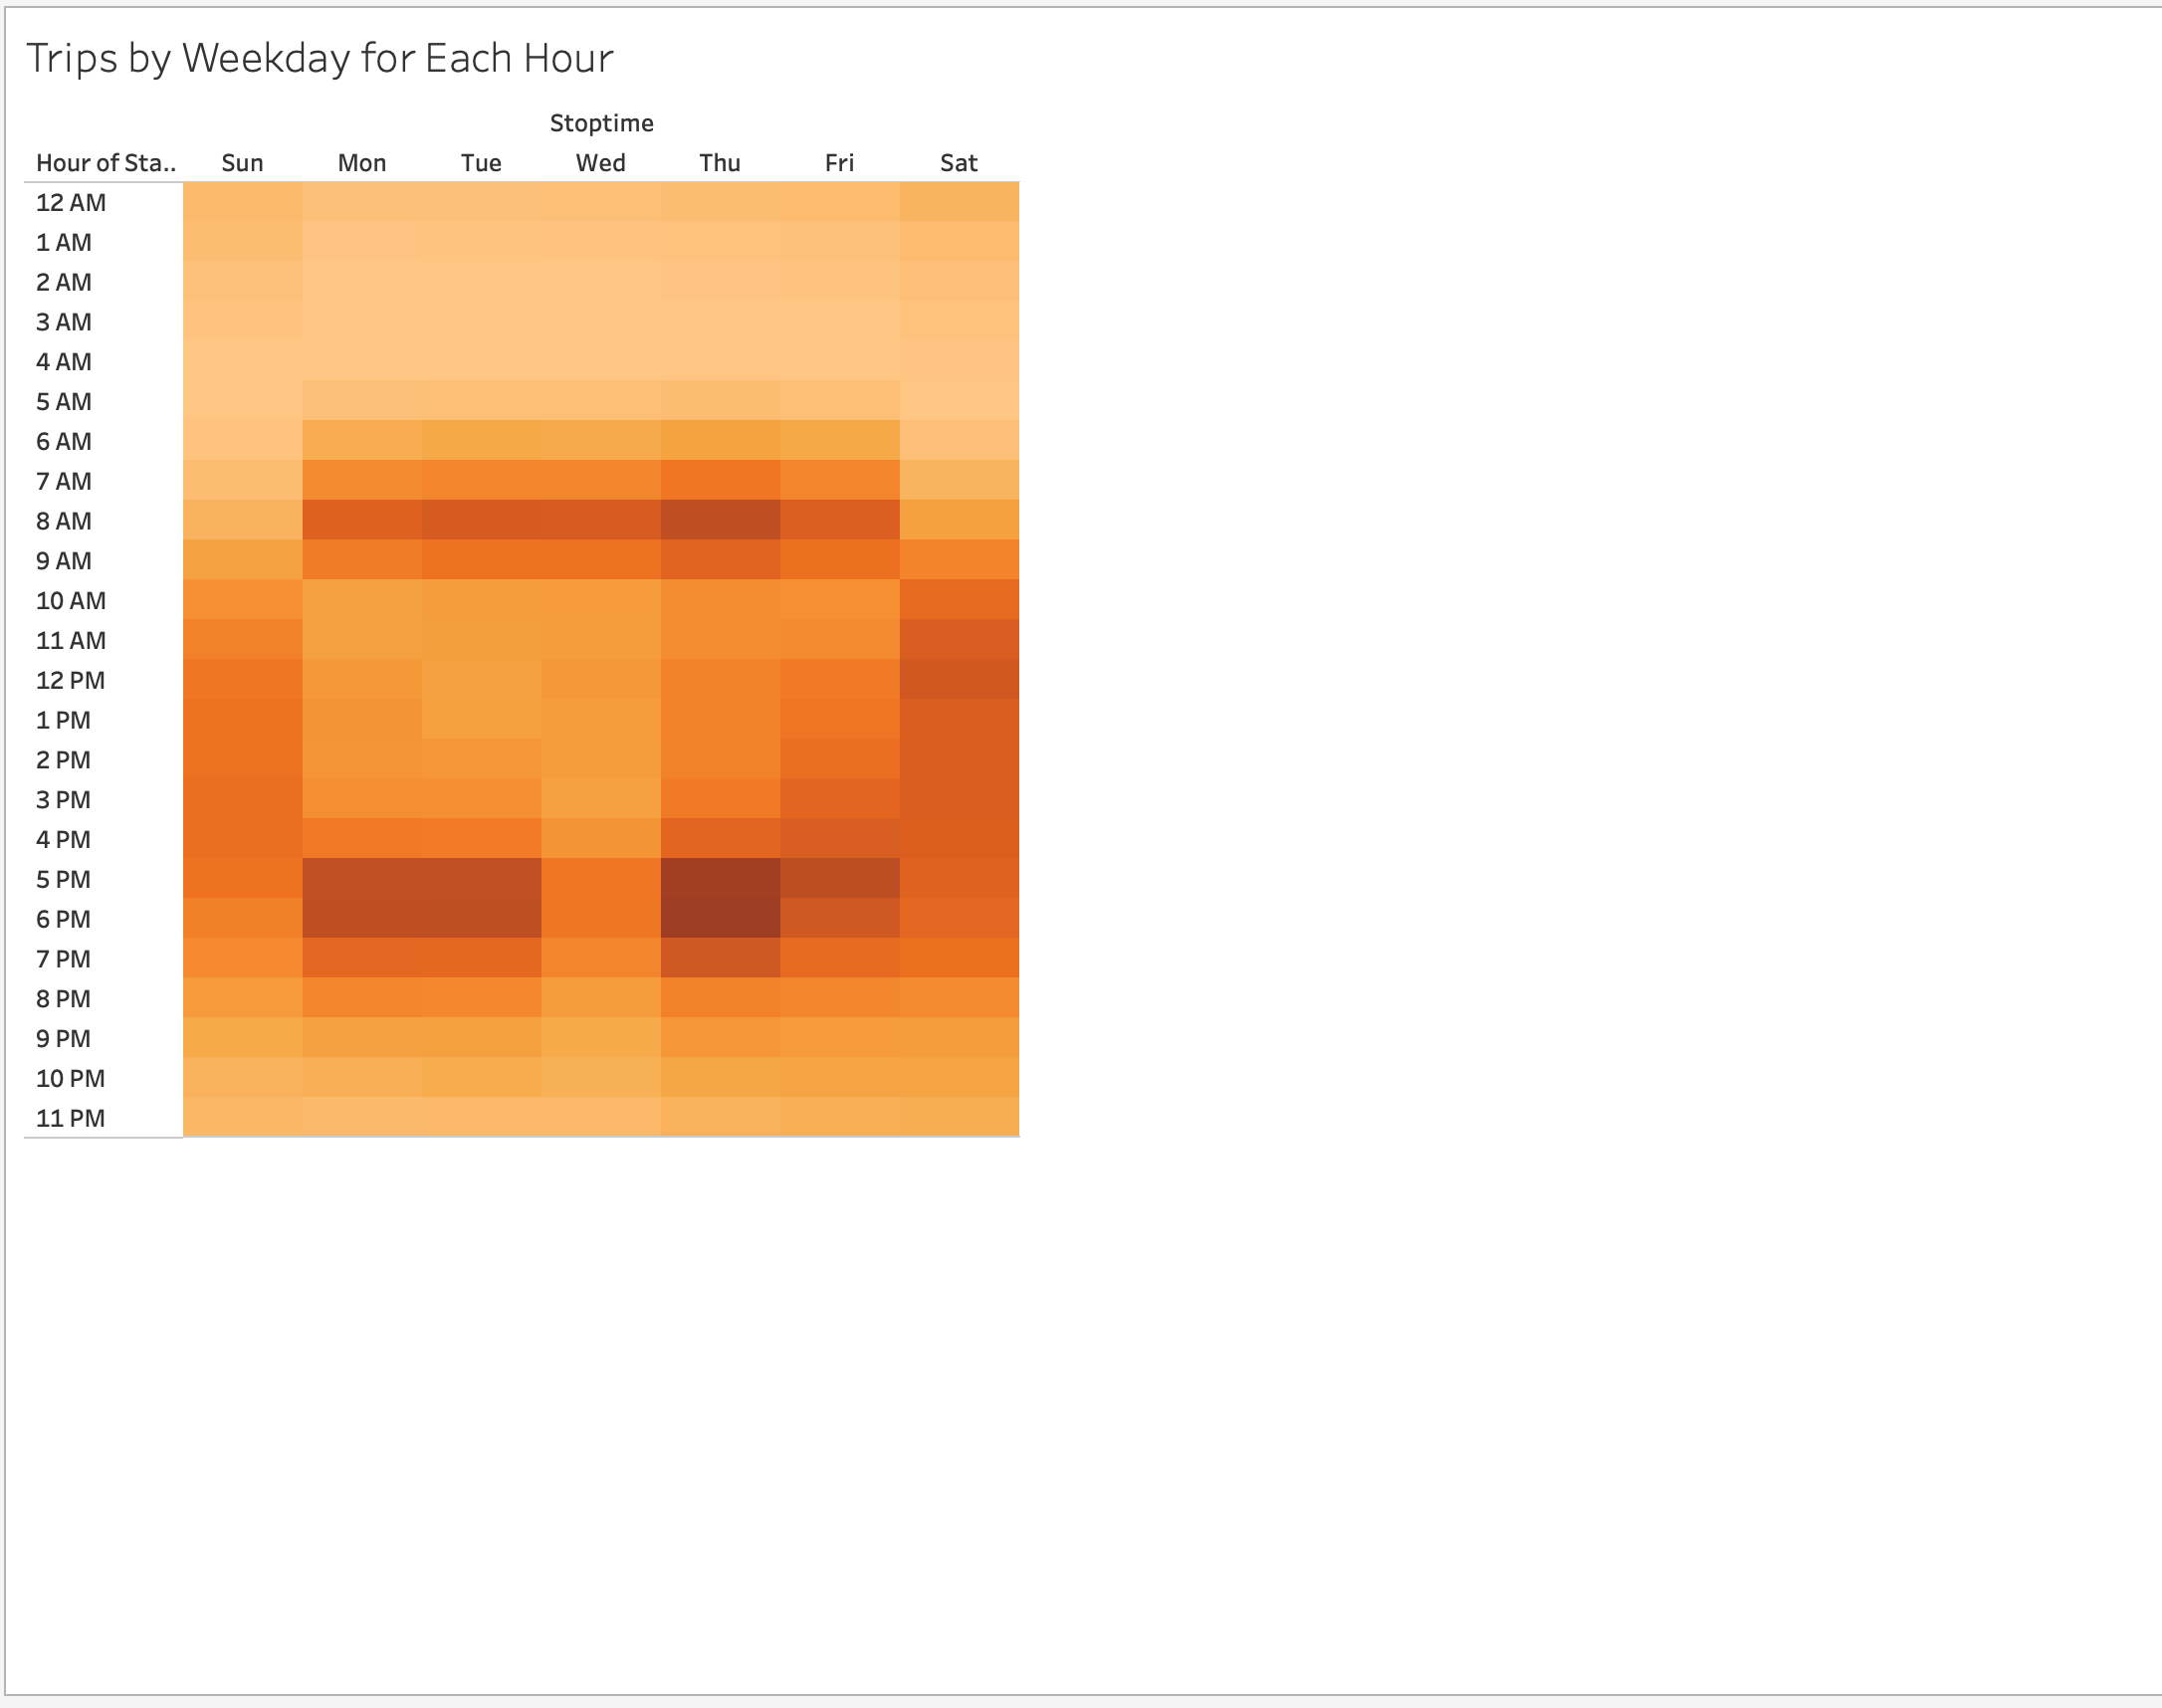 Trips by Weekday for Each Hour
Stoptime
Hour of Sta.. Sun Mon Tue Wed Thu Fri Sat
12 AM
1 AM
2 AM
3 AM
4 AM
5 AM
6 AM
7 AM
8 AM
9 AM
10 AM
11 AM
12 PM
1 PM
2 PM
3 PM
4 PM
5 PM
6 PM
7 PM
8 PM
9 PM
10 PM
11 PM